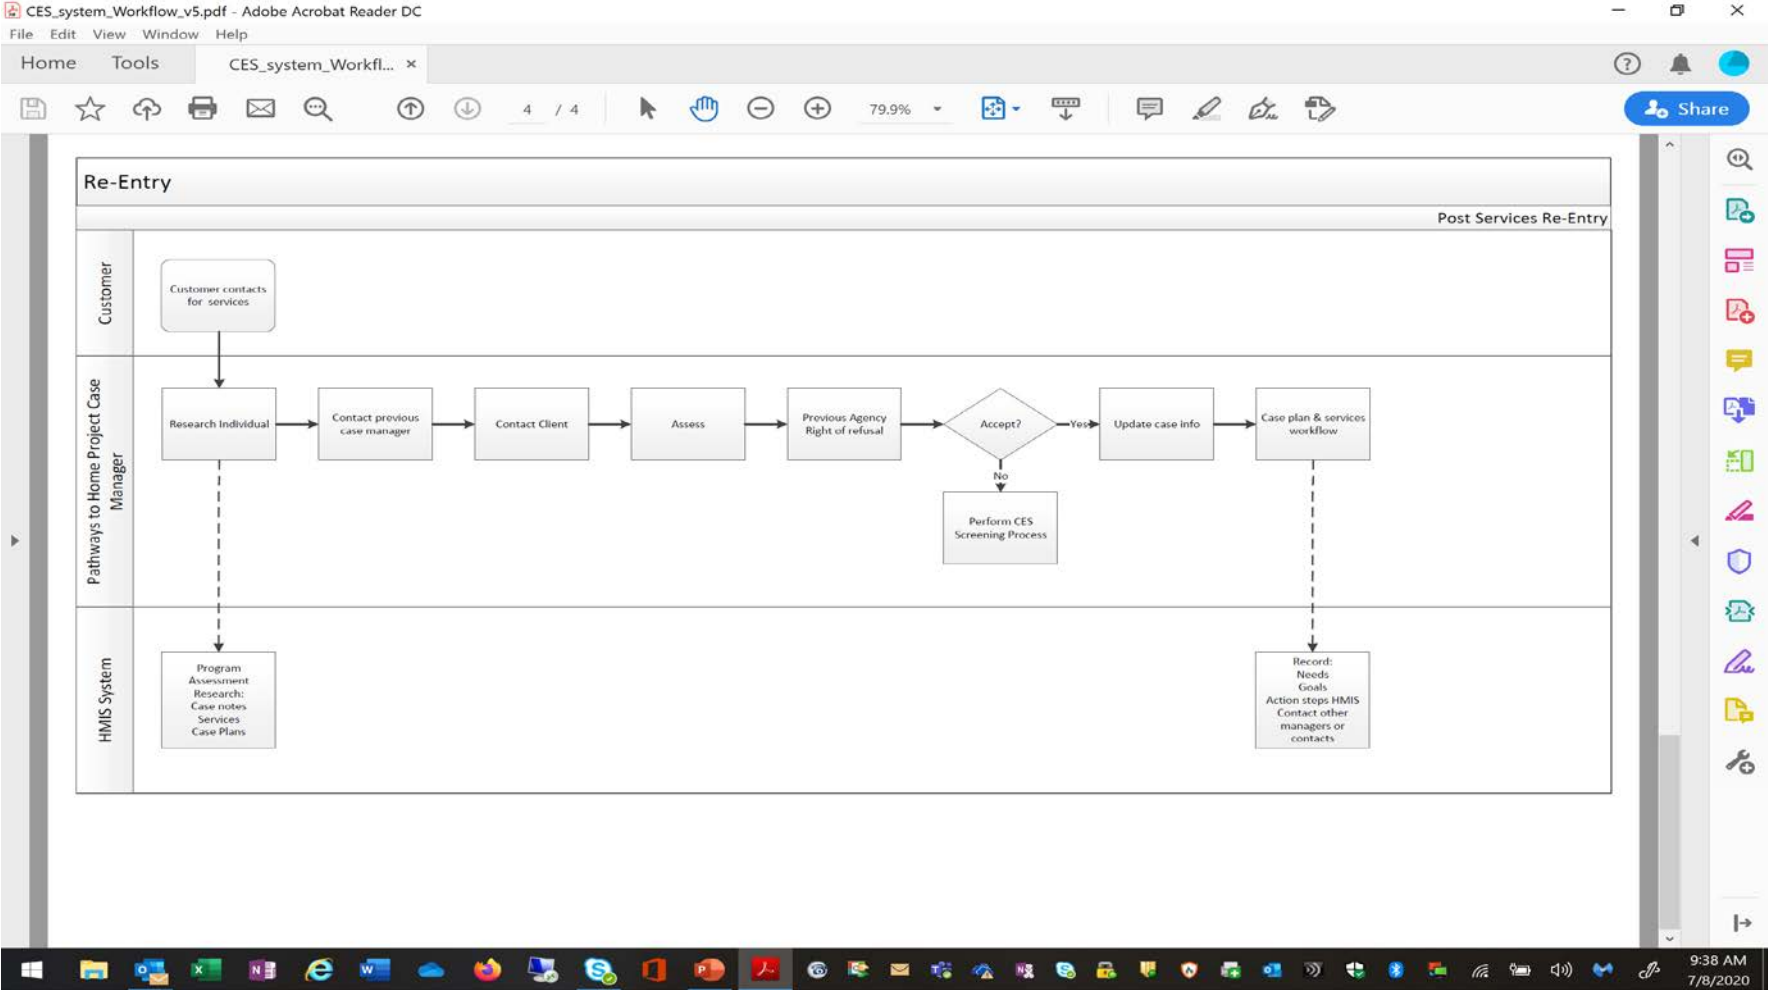 CES_system_Workflow_v5.pdf - Adobe Acrobat Reader DC
File Edit View Window Help
Home Tools CES_system_Workfl... ×
4 / 4 79.9% Share
Re-Entry
Post Services Re-Entry
Customer
Customer contacts
for services
Pathways to Home Project Case
Manager
Research Individual
Contact previous
case manager
Contact Client
Assess
Previous Agency
Right of refusal
Accept?
Yes
Update case info
Case plan & services
workflow
No
Perform CES
Screening Process
HMIS System
Program
Assessment
Research:
Case notes
Services
Case Plans
Record:
Needs
Goals
Action steps HMIS
Contact other
managers or
contacts
9:38 AM
7/8/2020